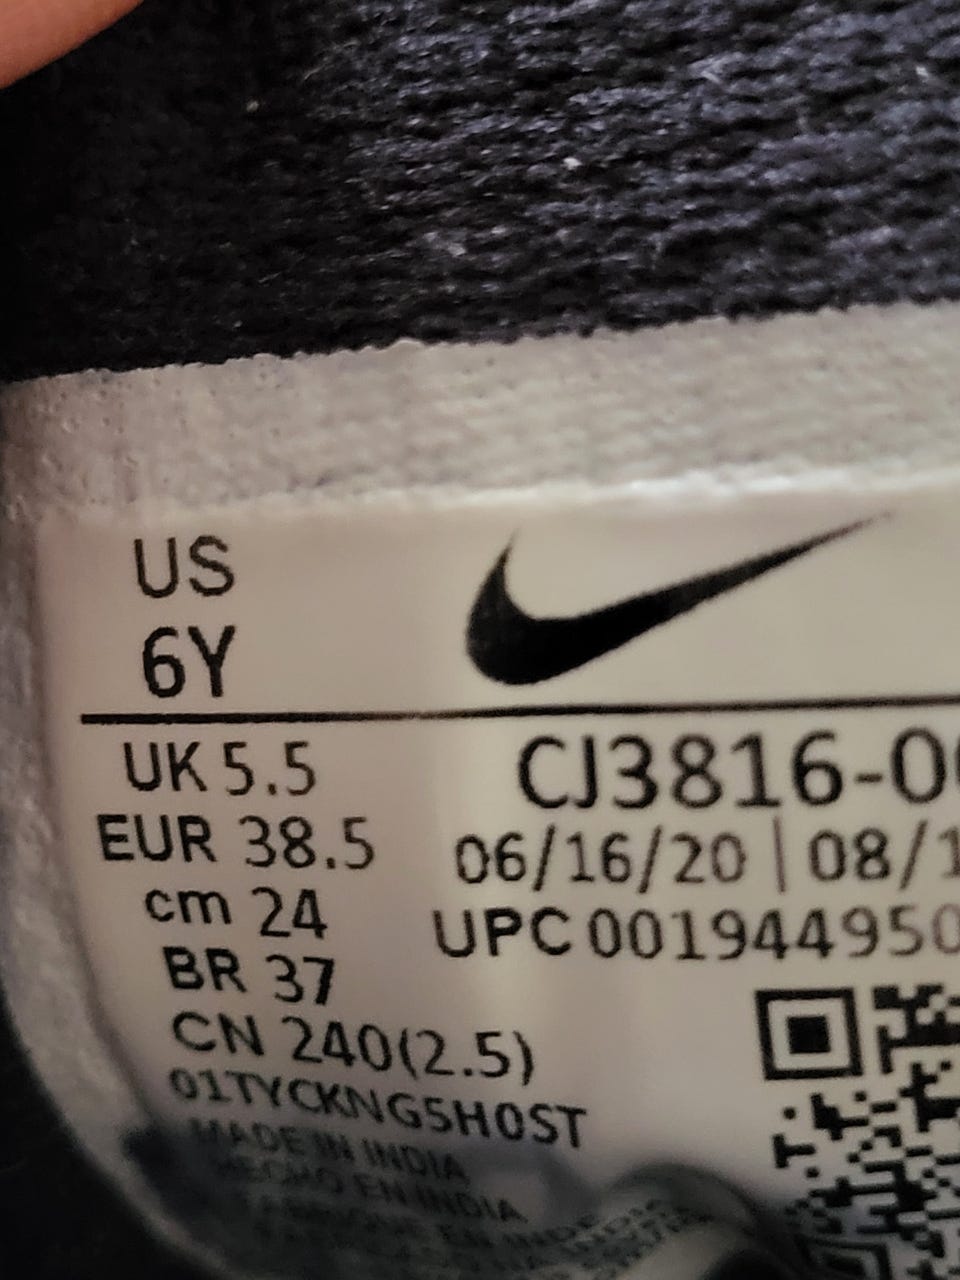 US
6Y
UK 5.5
EUR 38.5
cm 24
BR 37
CN 240(2.5)
01TYCKNG5H0ST
MADE IN INDIA
HECHO EN INDIA
CJ3816-0
06/16/20 | 08/1
UPC 00194495